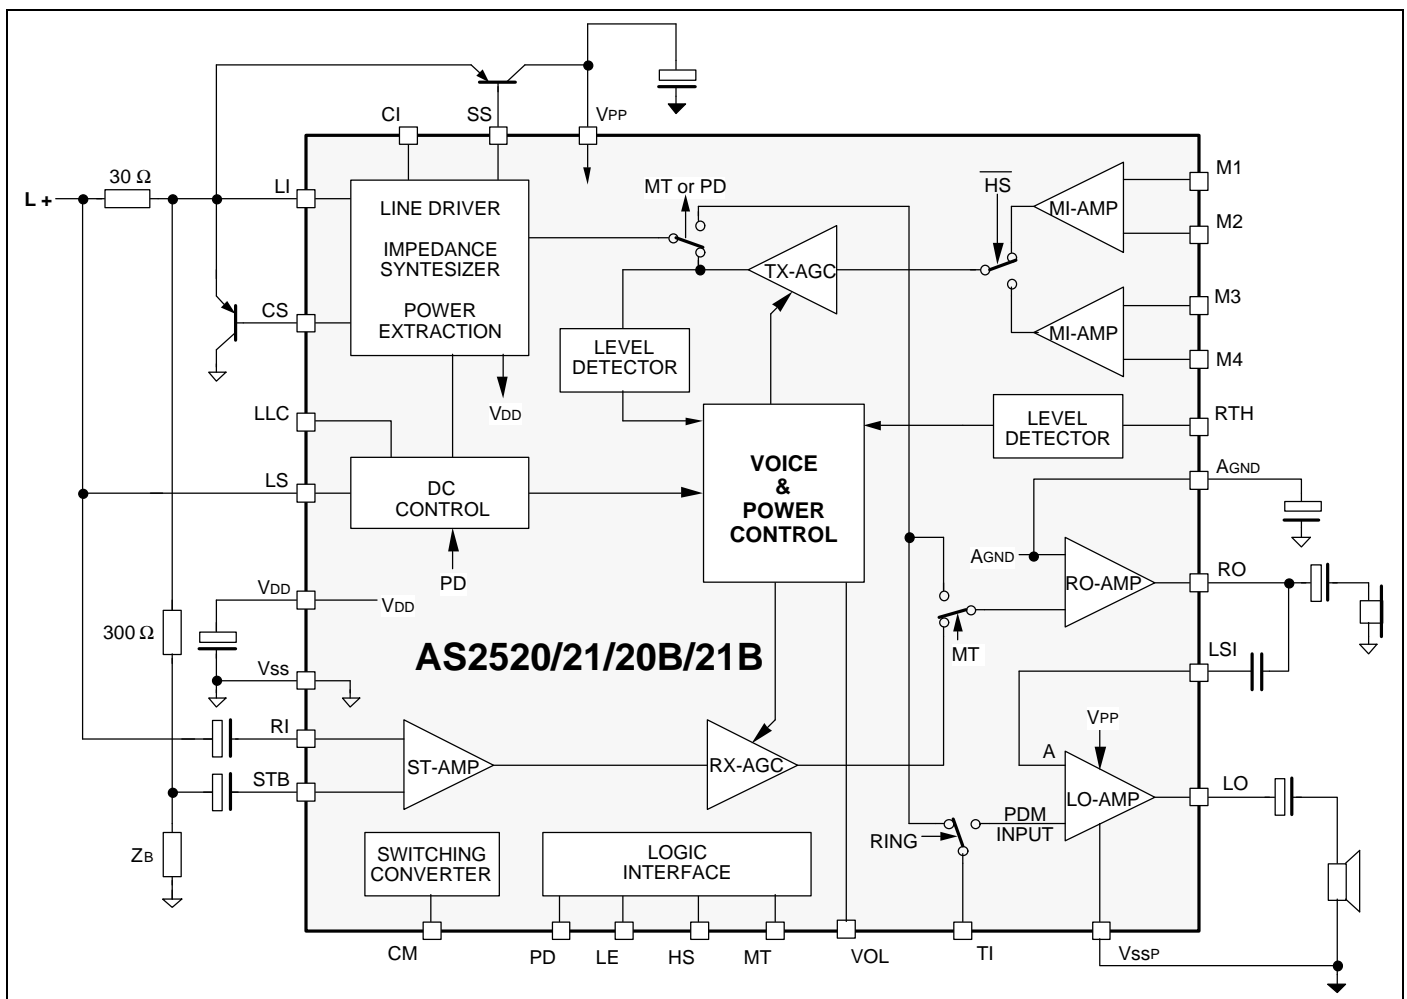 CI
SS
VPP
L +
30 Ω
LI
LINE DRIVER
IMPEDANCE
SYNTESIZER
POWER
EXTRACTION
MT or PD
HS
MI-AMP
M1
M2
TX-AGC
M3
MI-AMP
M4
CS
LEVEL
DETECTOR
VDD
LLC
LEVEL
DETECTOR
RTH
VOICE
&
POWER
CONTROL
LS
DC
CONTROL
AGND
AGND
PD
RO-AMP
RO
VDD
VDD
300 Ω
MT
AS2520/21/20B/21B
LSI
Vss
RI
ST-AMP
RX-AGC
VPP
A
STB
LO-AMP
LO
PDM
INPUT
RING
ZB
SWITCHING
CONVERTER
LOGIC
INTERFACE
CM
PD
LE
HS
MT
VOL
TI
VssP